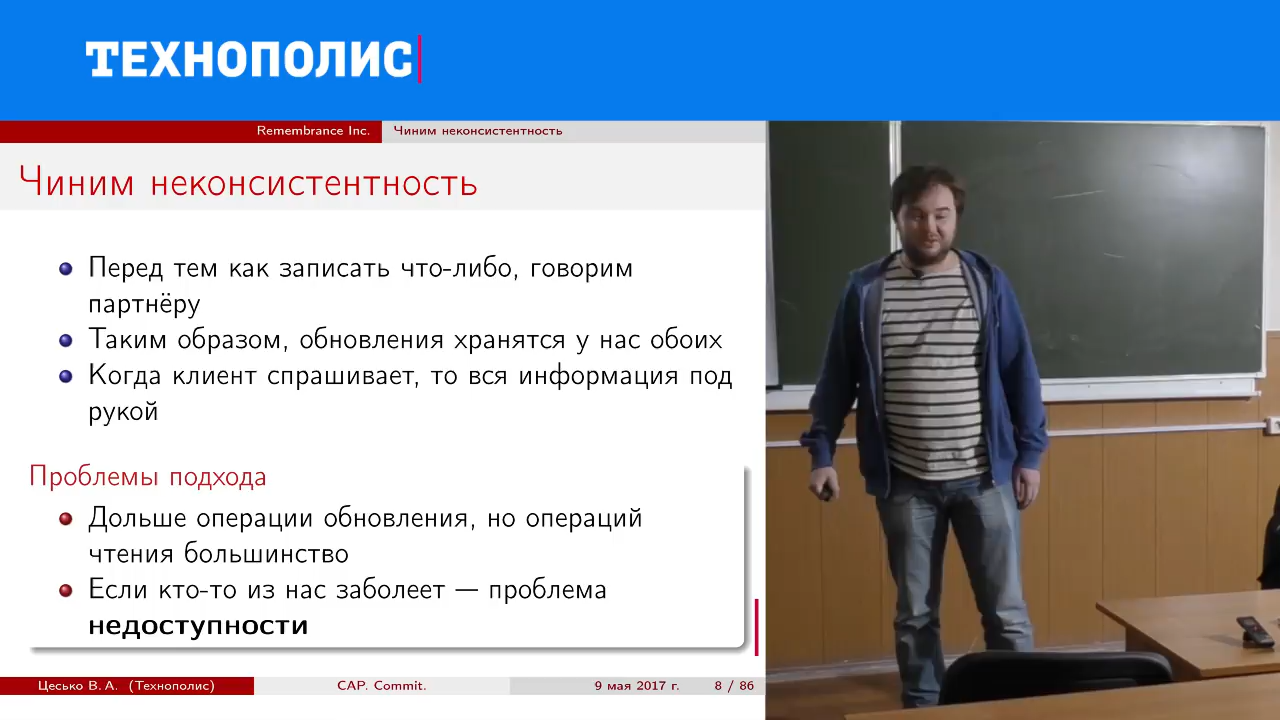 ТЕХНОПОЛИС
Remembrance Inc. Чиним неконсистентность
Чиним неконсистентность
Перед тем как записать что-либо, говорим
партнёру
Таким образом, обновления хранятся у нас обоих
Когда клиент спрашивает, то вся информация под
рукой
Проблемы подхода
Дольше операции обновления, но операций
чтения большинство
Если кто-то из нас заболеет — проблема
недоступности
Цесько В. А. (Технополис) CAP. Commit. 9 мая 2017 г. 8 / 86